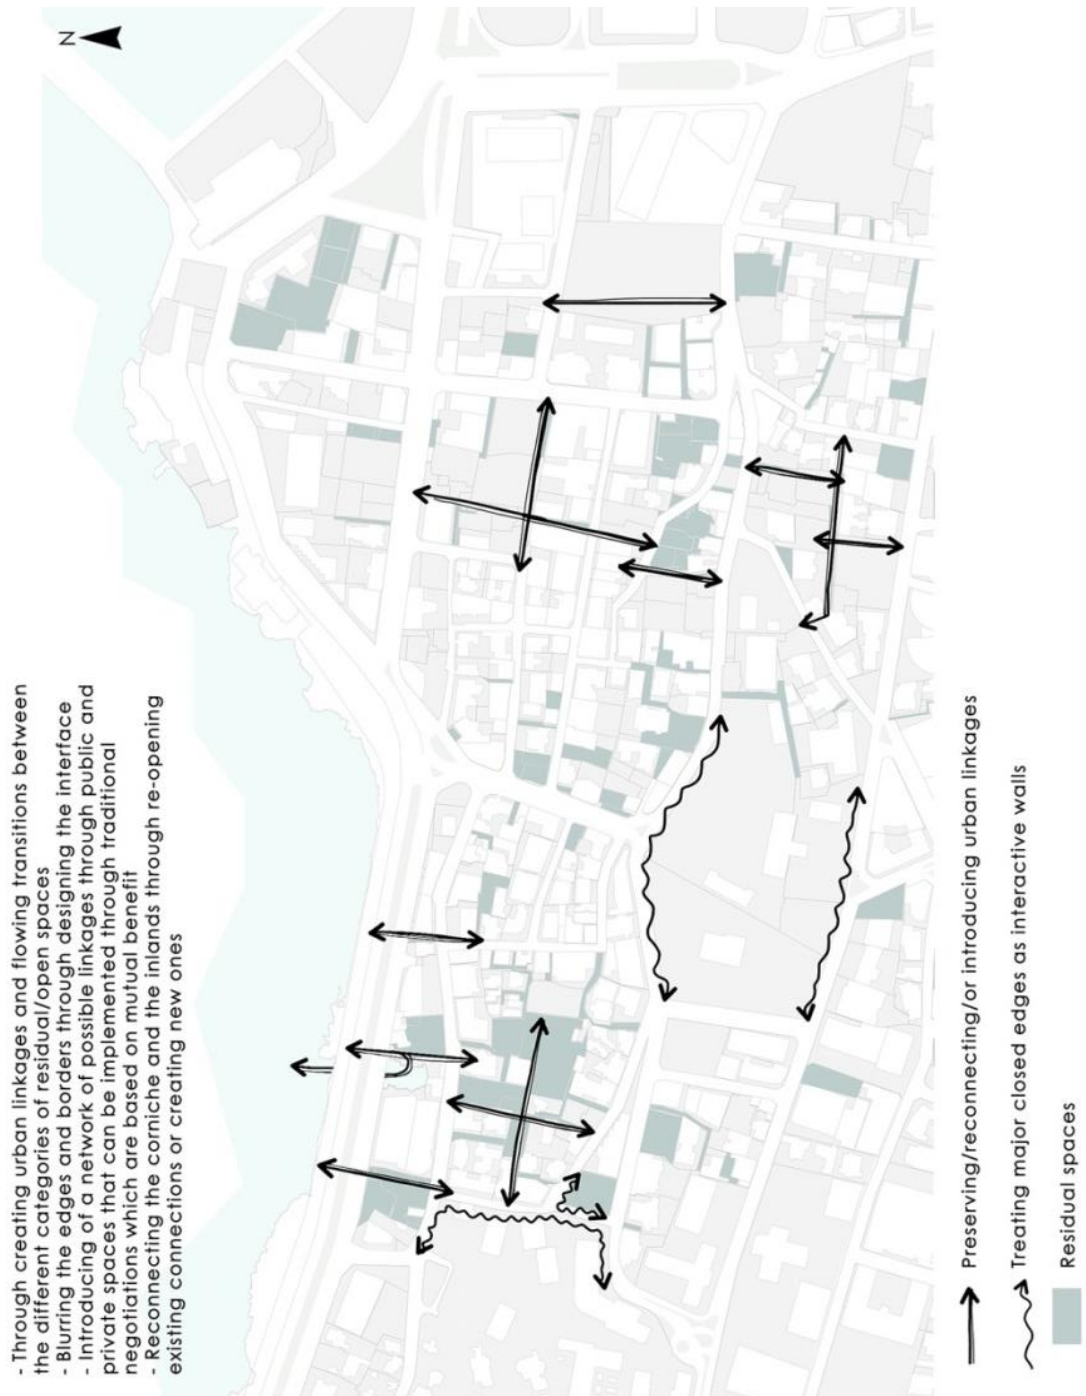 - Through creating urban linkages and flowing transitions between
the different categories of residual/open spaces
- Blurring the edges and borders through designing the interface
- Introducing of a network of possible linkages through public and
private spaces that can be implemented through traditional
negotiations which are based on mutual benefit
- Reconnecting the corniche and the inlands through re-opening
existing connections or creating new ones
N
Preserving/reconnecting/or introducing urban linkages
Treating major closed edges as interactive walls
Residual spaces